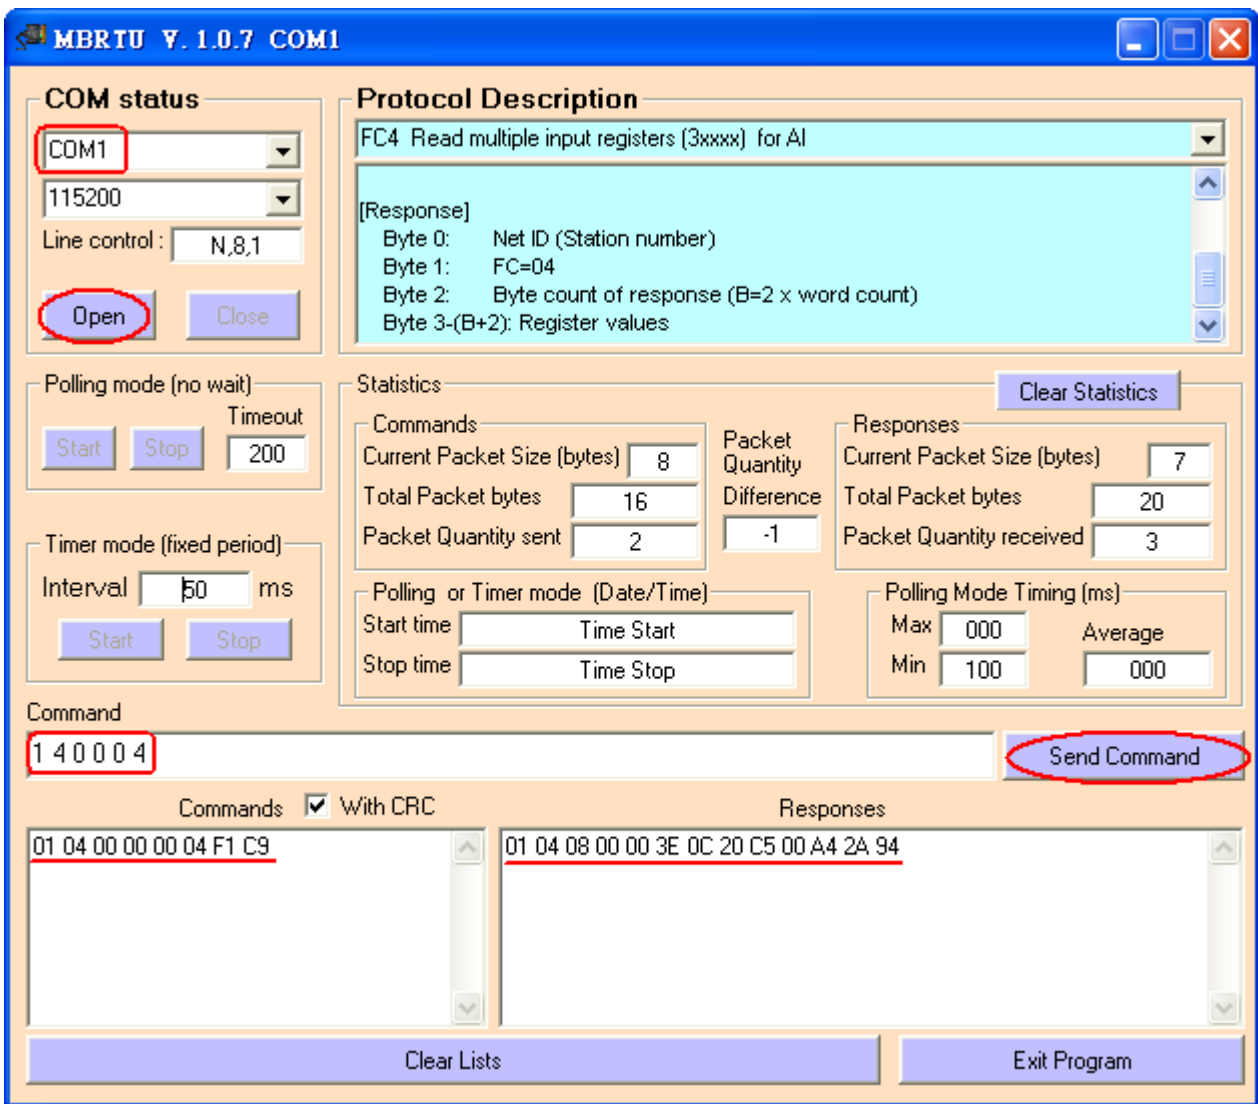 MBRTU V. 1.0.7 COM1
COM status
COM1
115200
Line control :
N,8,1
Open
Close
Protocol Description
FC4 Read multiple input registers (3xxxx) for AI
[Response]
Byte 0: Net ID (Station number)
Byte 1: FC=04
Byte 2: Byte count of response (B=2 x word count)
Byte 3-(B+2): Register values
Polling mode (no wait)
Timeout
Start
Stop
200
Timer mode (fixed period)
Interval 50 ms
Start
Stop
Statistics
Clear Statistics
Commands
Current Packet Size (bytes) 8
Total Packet bytes 16
Packet Quantity sent 2
Packet
Quantity
Difference
-1
Responses
Current Packet Size (bytes) 7
Total Packet bytes 20
Packet Quantity received 3
Polling or Timer mode (Date/Time)
Start time Time Start
Stop time Time Stop
Polling Mode Timing (ms)
Max 000
Min 100
Average
000
Command
1 4 0 0 0 4
Send Command
Commands
With CRC
Responses
01 04 00 00 00 04 F1 C9
01 04 08 00 00 3E 0C 20 C5 00 A4 2A 94
Clear Lists
Exit Program